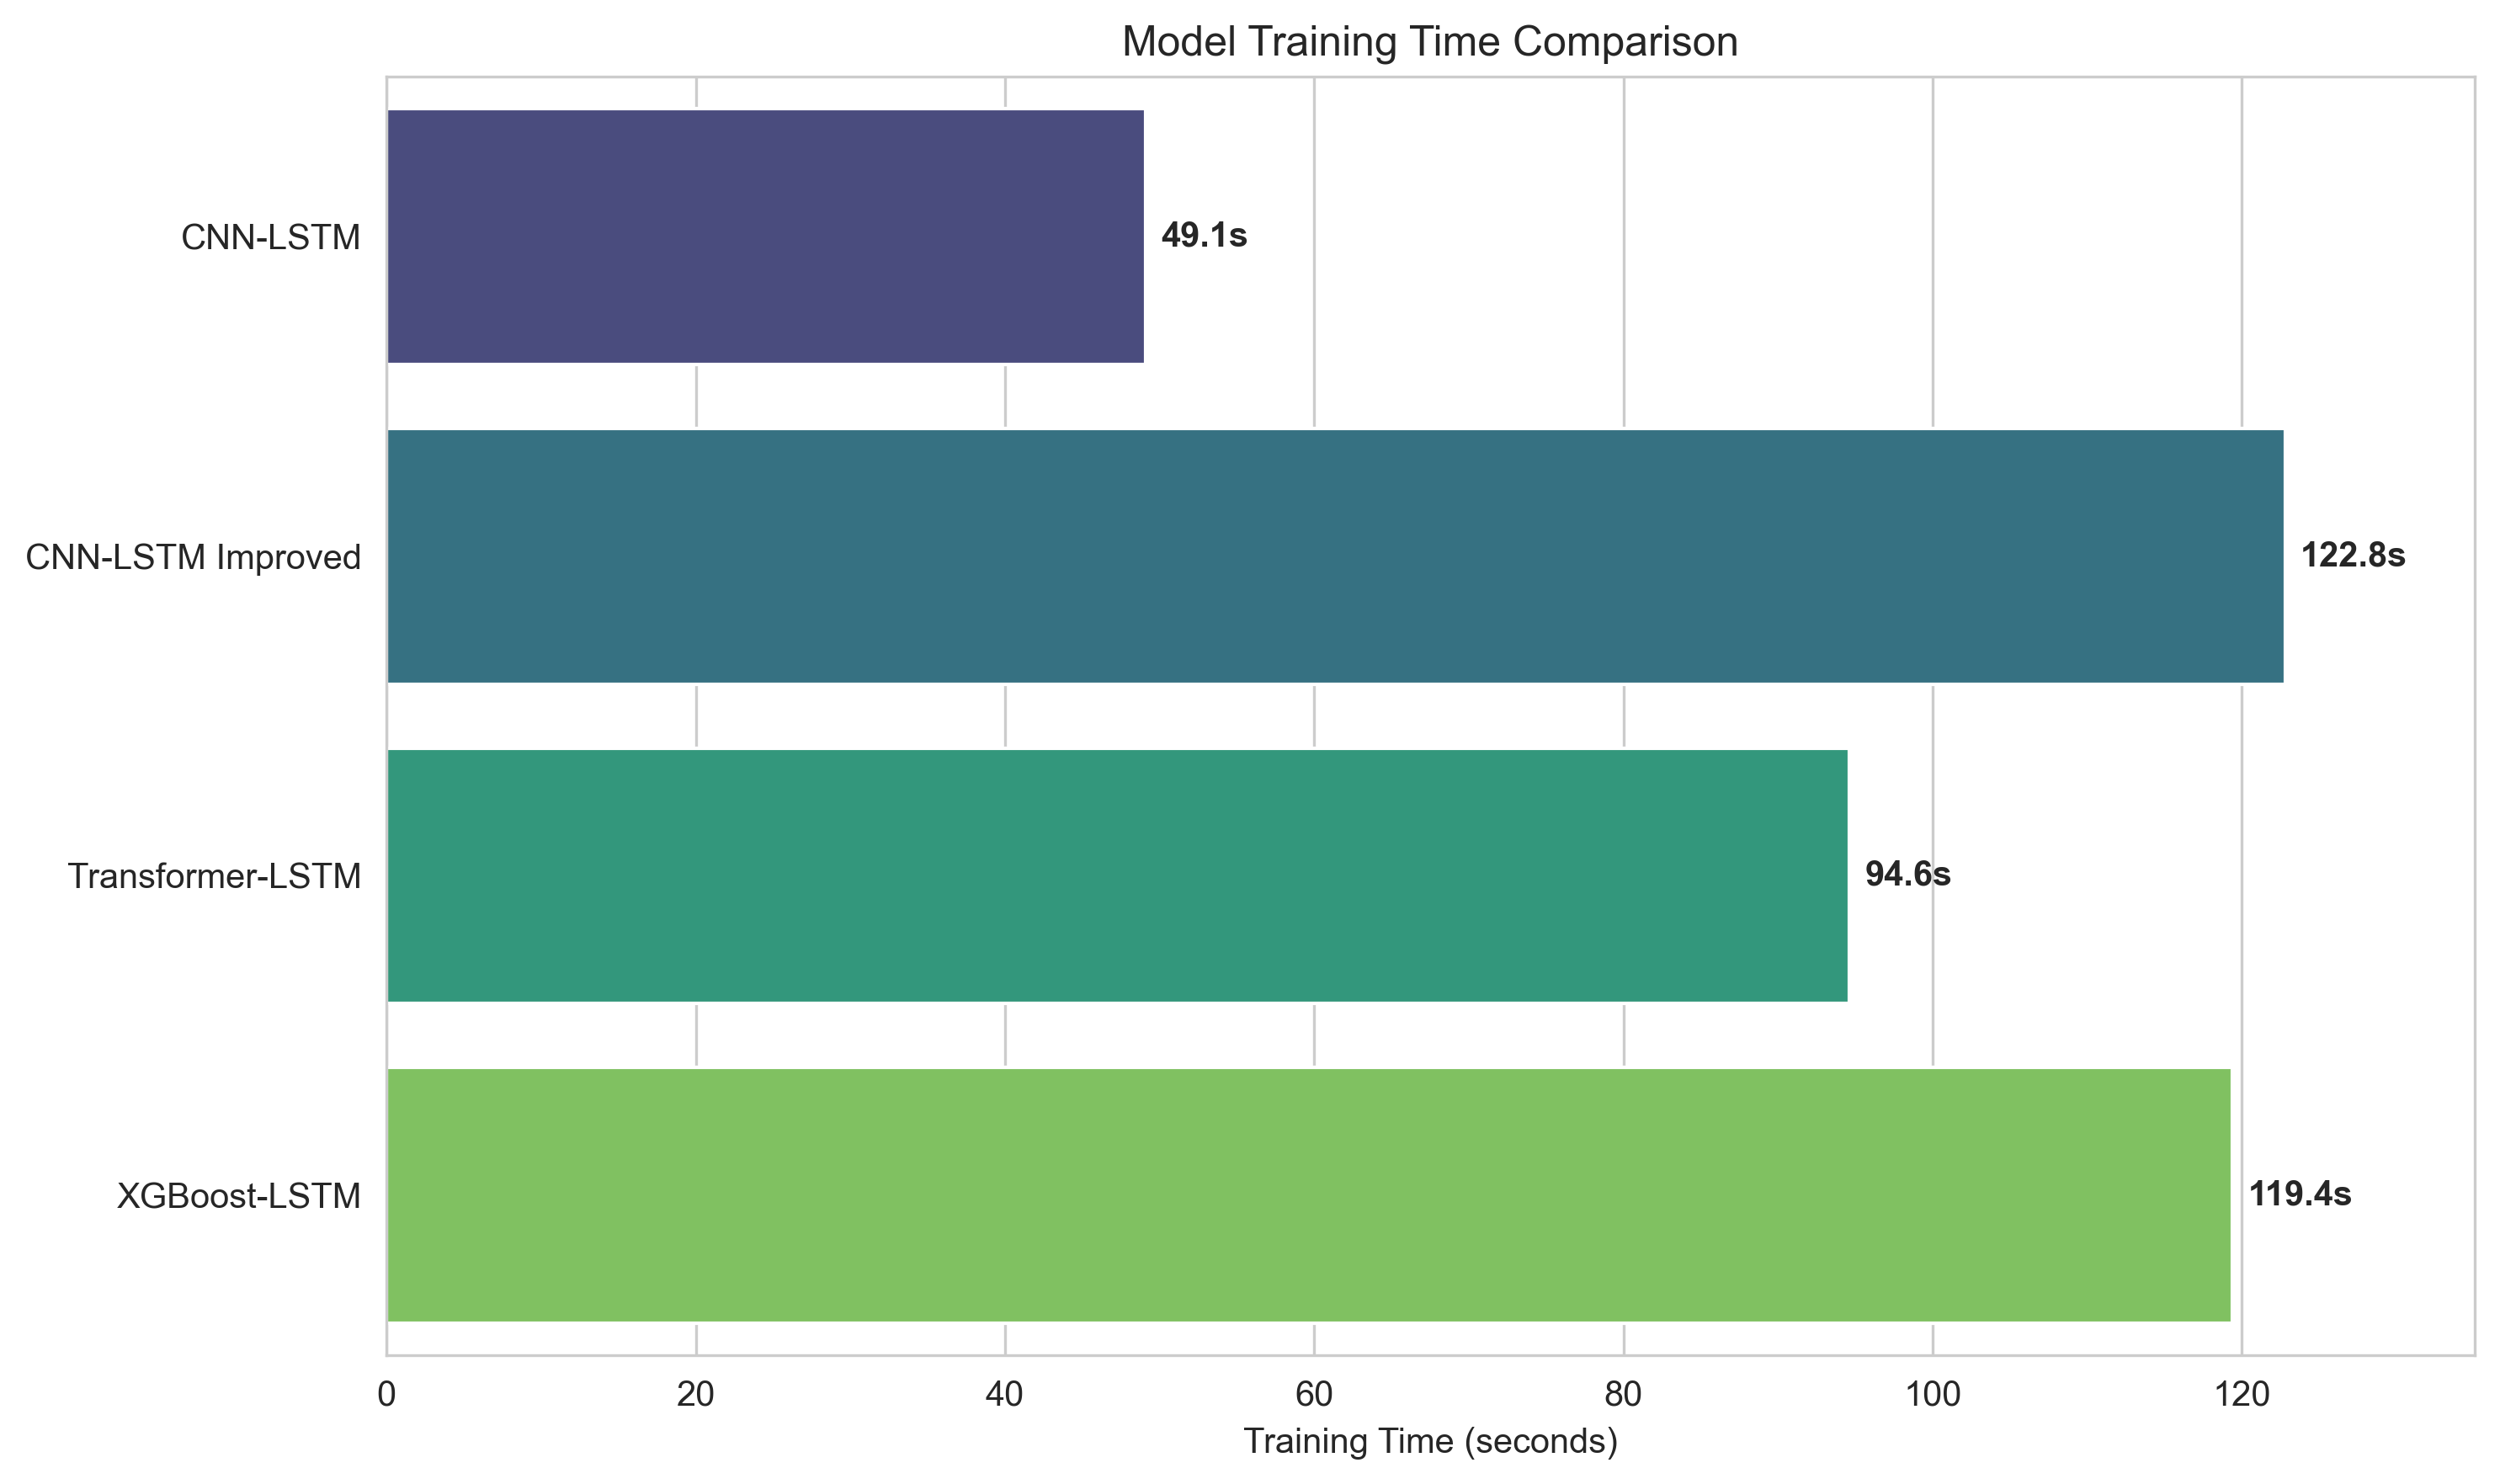 Model Training Time Comparison
CNN-LSTM
49.1s
CNN-LSTM Improved
122.8s
Transformer-LSTM
94.6s
XGBoost-LSTM
119.4s
0 20 40 60 80 100 120
Training Time (seconds)